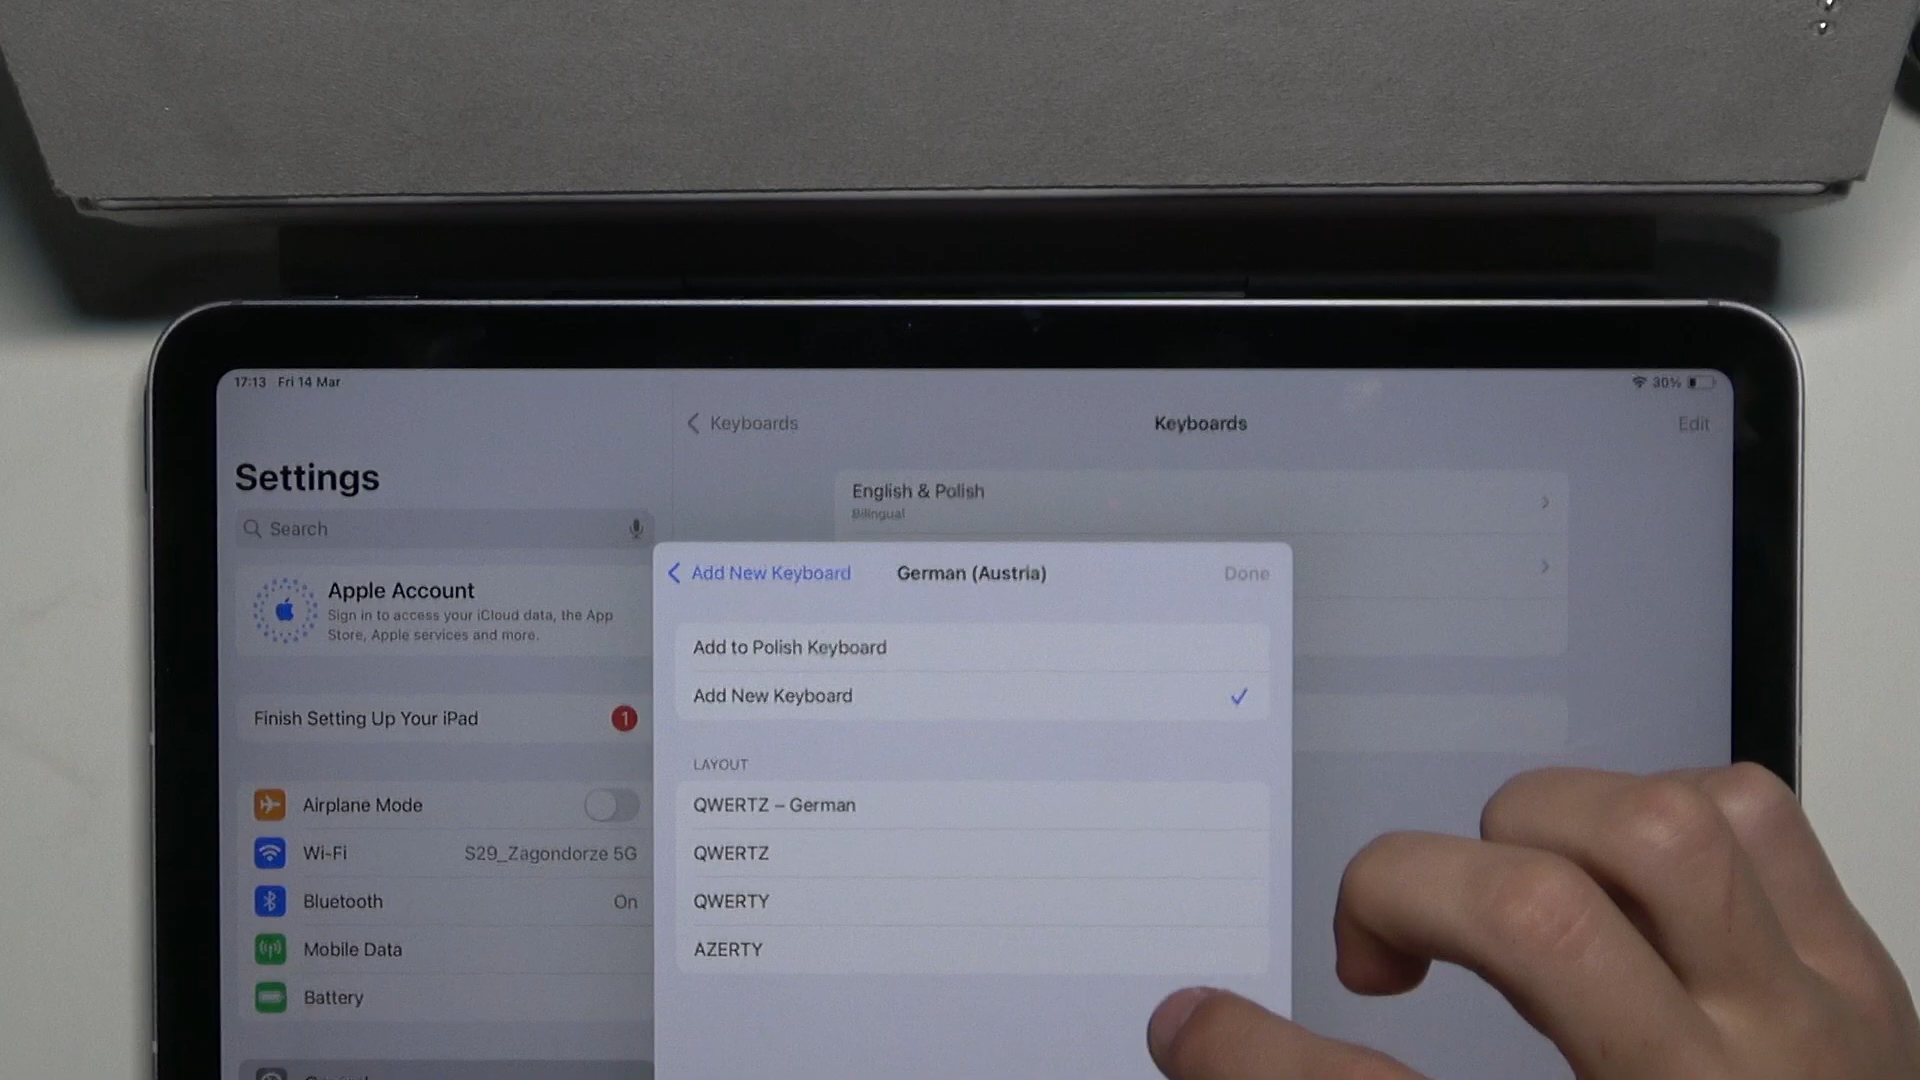 17:13 Fri 14 Mar
30%
Keyboards
Keyboards
Edit
Settings
Search
English & Polish
Bilingual
Apple Account
Sign in to access your iCloud data, the App
Store, Apple services and more.
Finish Setting Up Your iPad
1
Airplane Mode
Wi-Fi
S29_Zagondorze 5G
Bluetooth
On
Mobile Data
Battery
Add New Keyboard
German (Austria)
Done
Add to Polish Keyboard
Add New Keyboard
LAYOUT
QWERTZ – German
QWERTZ
QWERTY
AZERTY